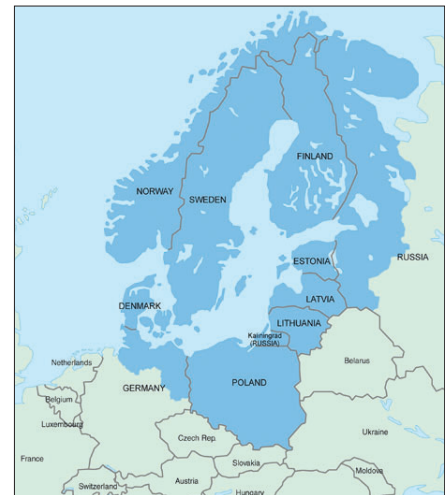 FINLAND
NORWAY
SWEDEN
ESTONIA
RUSSIA
LATVIA
DENMARK
LITHUANIA
Kaliningrad
(RUSSIA)
Netherlands
Belarus
GERMANY
POLAND
Belgium
Luxembourg
Ukraine
Czech Rep.
France
Slovakia
Moldova
Austria
Switzerland
Hungary